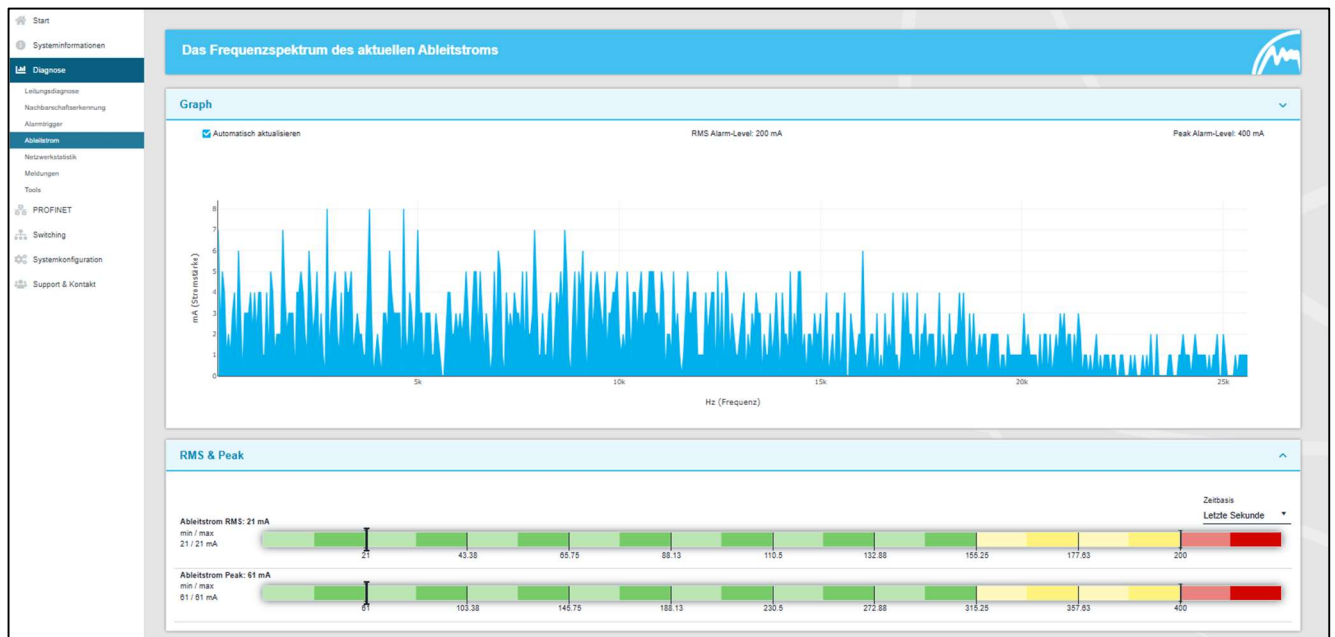 Start
Systeminformationen
Diagnose
Leitungsdiagnose
Nachbarschaftserkennung
Alarmtrigger
Ableitstrom
Netzwerkstatistik
Meldungen
Tools
PROFINET
Switching
Systemkonfiguration
Support & Kontakt
Das Frequenzspektrum des aktuellen Ableitstroms
Graph
Automatisch aktualisieren RMS Alarm-Level: 200 mA Peak Alarm-Level: 400 mA
mA (Stromstärke)
8
7
6
5
4
3
2
1
0
5k 10k 15k 20k 25k
Hz (Frequenz)
RMS & Peak
Zeitbasis
Letzte Sekunde
Ableitstrom RMS: 21 mA
min / max
21 / 21 mA
21 43.38 65.75 88.13 110.5 132.88 155.25 177.63 200
Ableitstrom Peak: 61 mA
min / max
61 / 61 mA
61 103.38 145.75 188.13 230.5 272.88 315.25 357.63 400